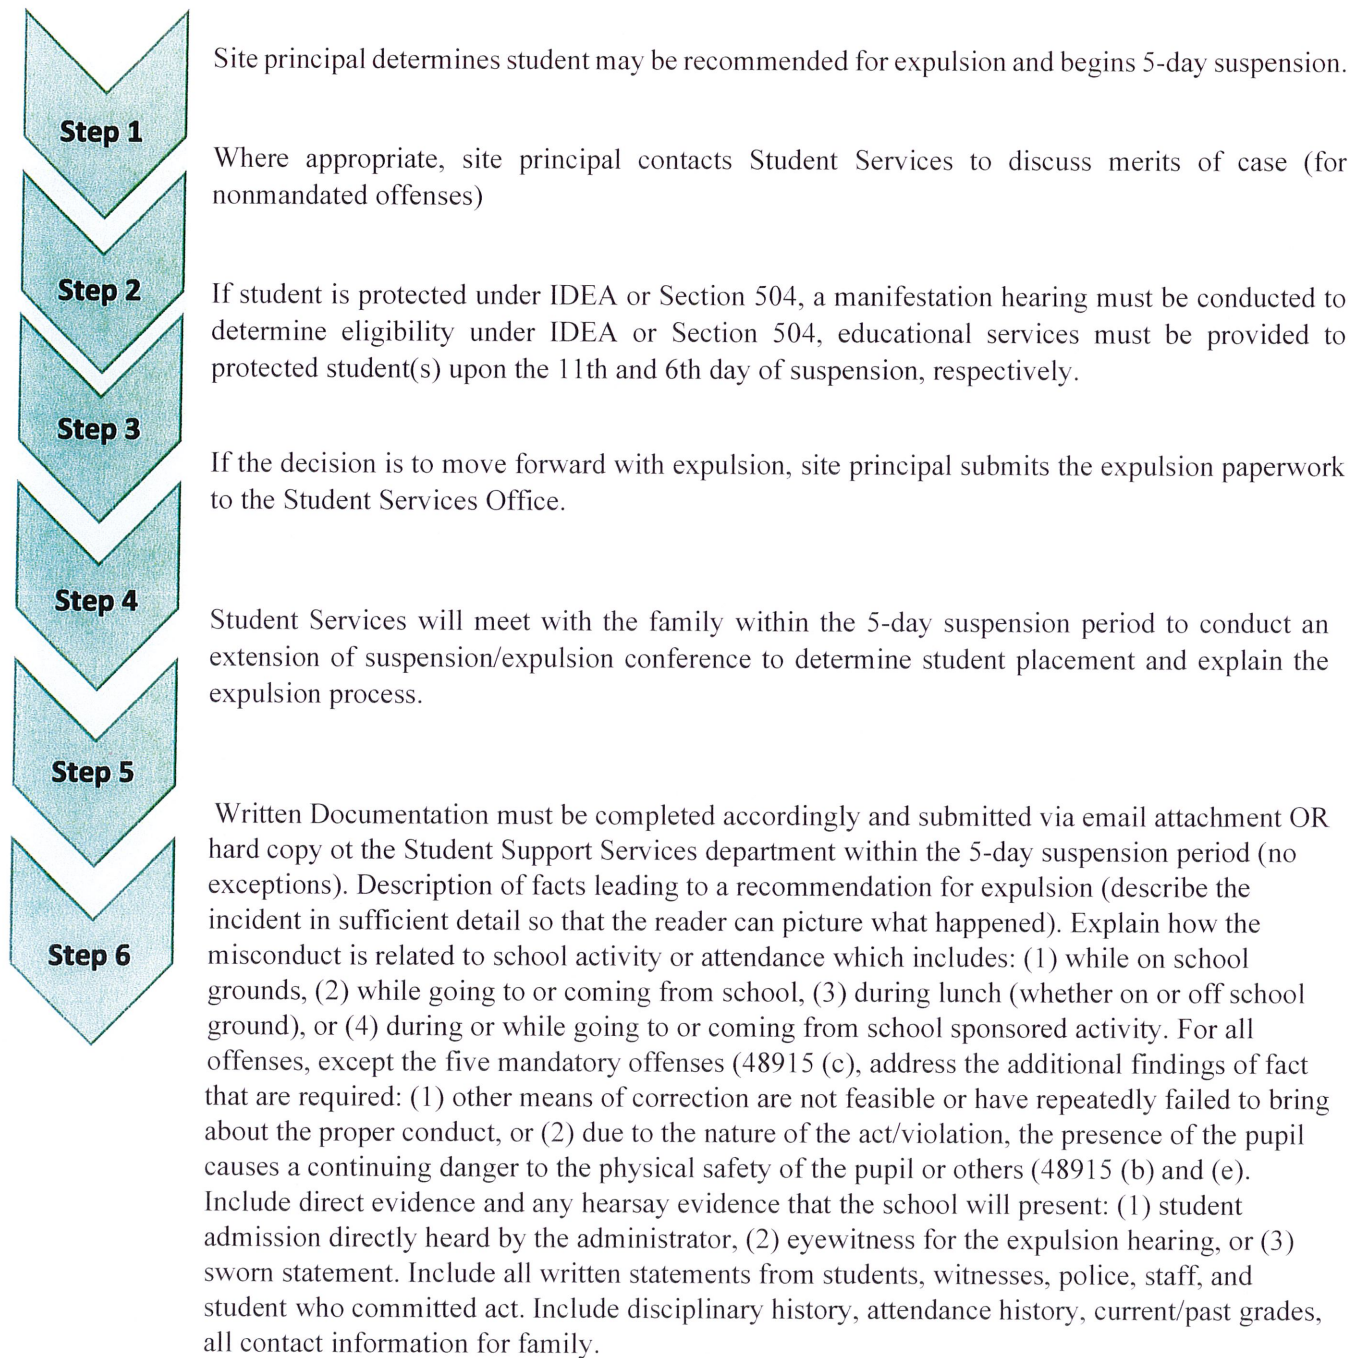 Site principal determines student may be recommended for expulsion and begins 5-day suspension.
Step 1
Where appropriate, site principal contacts Student Services to discuss merits of case (for
nonmandated offenses)
Step 2
If student is protected under IDEA or Section 504, a manifestation hearing must be conducted to
determine eligibility under IDEA or Section 504, educational services must be provided to
protected student(s) upon the 11th and 6th day of suspension, respectively.
Step 3
If the decision is to move forward with expulsion, site principal submits the expulsion paperwork
to the Student Services Office.
Step 4
Student Services will meet with the family within the 5-day suspension period to conduct an
extension of suspension/expulsion conference to determine student placement and explain the
expulsion process.
Step 5
Written Documentation must be completed accordingly and submitted via email attachment OR
hard copy ot the Student Support Services department within the 5-day suspension period (no
exceptions). Description of facts leading to a recommendation for expulsion (describe the
incident in sufficient detail so that the reader can picture what happened). Explain how the
Step 6
misconduct is related to school activity or attendance which includes: (1) while on school
grounds, (2) while going to or coming from school, (3) during lunch (whether on or off school
ground), or (4) during or while going to or coming from school sponsored activity. For all
offenses, except the five mandatory offenses (48915 (c), address the additional findings of fact
that are required: (1) other means of correction are not feasible or have repeatedly failed to bring
about the proper conduct, or (2) due to the nature of the act/violation, the presence of the pupil
causes a continuing danger to the physical safety of the pupil or others (48915 (b) and (e).
Include direct evidence and any hearsay evidence that the school will present: (1) student
admission directly heard by the administrator, (2) eyewitness for the expulsion hearing, or (3)
sworn statement. Include all written statements from students, witnesses, police, staff, and
student who committed act. Include disciplinary history, attendance history, current/past grades,
all contact information for family.